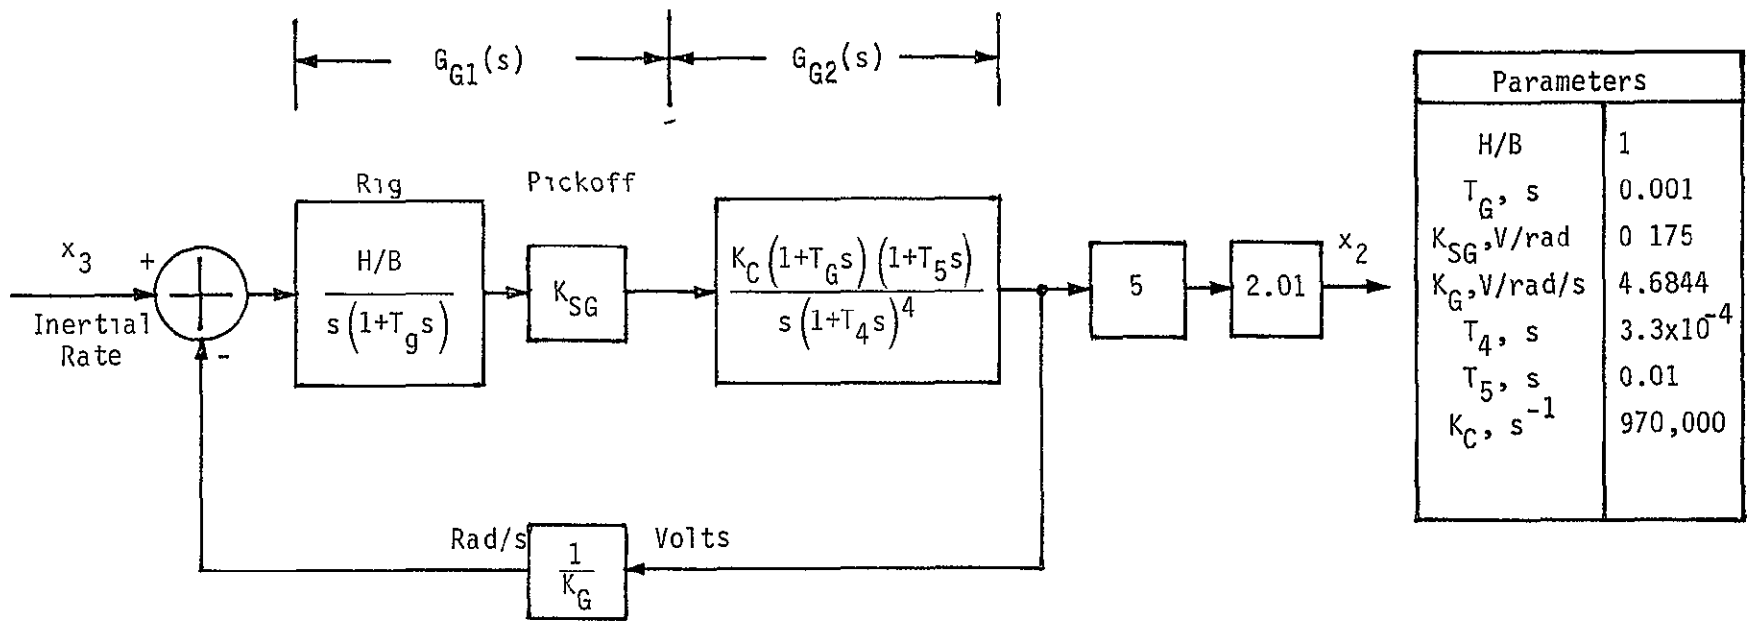 G_G1(s)
G_G2(s)
Rig
Pickoff
x_3
+
-
Inertial
Rate
H/B
s(1+T_g s)
K_SG
K_C(1+T_G s)(1+T_5 s)
s(1+T_4 s)^4
5
2.01
x_2
Rad/s
1
K_G
Volts
Parameters
H/B 1
T_G, s 0.001
K_SG, V/rad 0 175
K_G, V/rad/s 4.6844
T_4, s 3.3x10^-4
T_5, s 0.01
K_C, s^-1 970,000